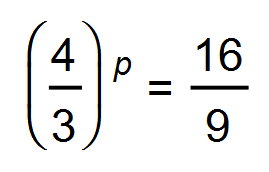 (4/3)^p = 16/9